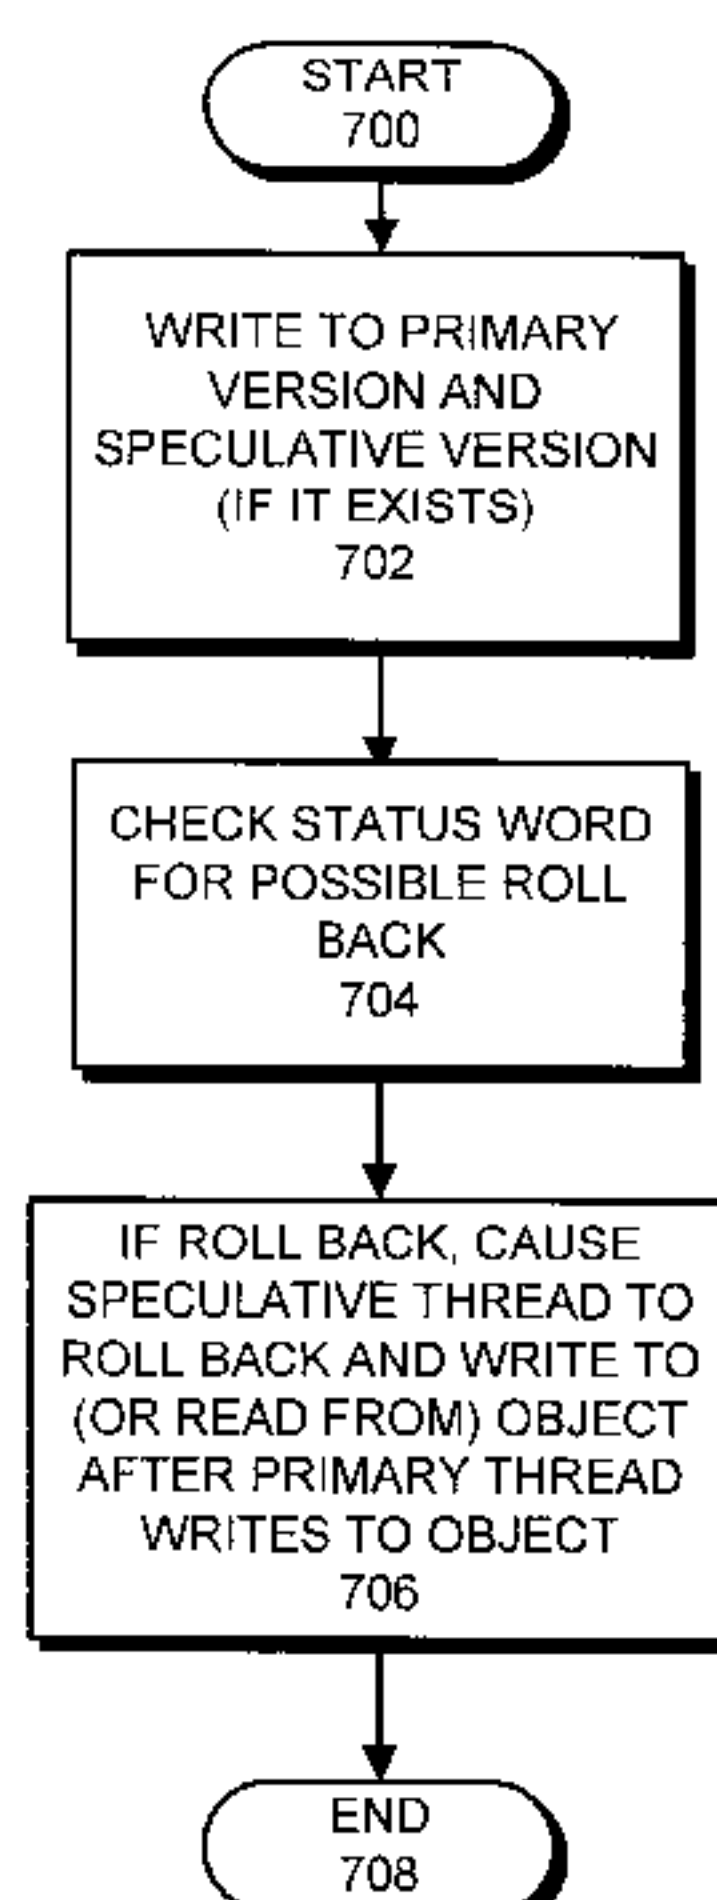 START
700
WRITE TO PRIMARY
VERSION AND
SPECULATIVE VERSION
(IF IT EXISTS)
702
CHECK STATUS WORD
FOR POSSIBLE ROLL
BACK
704
IF ROLL BACK, CAUSE
SPECULATIVE THREAD TO
ROLL BACK AND WRITE TO
(OR READ FROM) OBJECT
AFTER PRIMARY THREAD
WRITES TO OBJECT
706
END
708